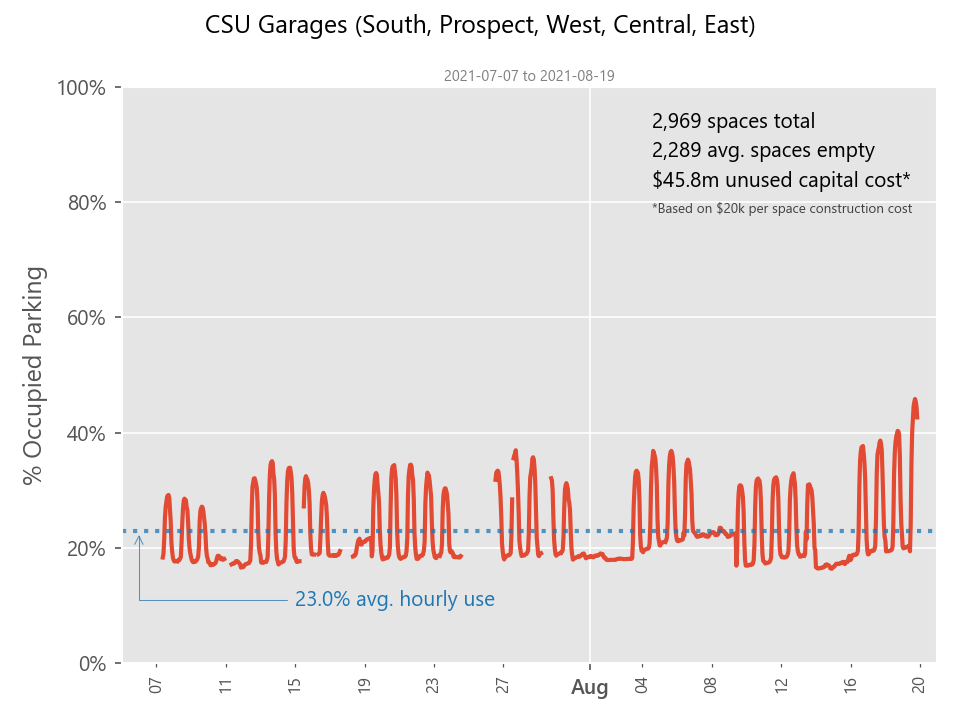 CSU Garages (South, Prospect, West, Central, East)
2021-07-07 to 2021-08-19
100%
80%
60%
40%
20%
0%
% Occupied Parking
2,969 spaces total
2,289 avg. spaces empty
$45.8m unused capital cost*
*Based on $20k per space construction cost
23.0% avg. hourly use
07 11 15 19 23 27 Aug 04 08 12 16 20